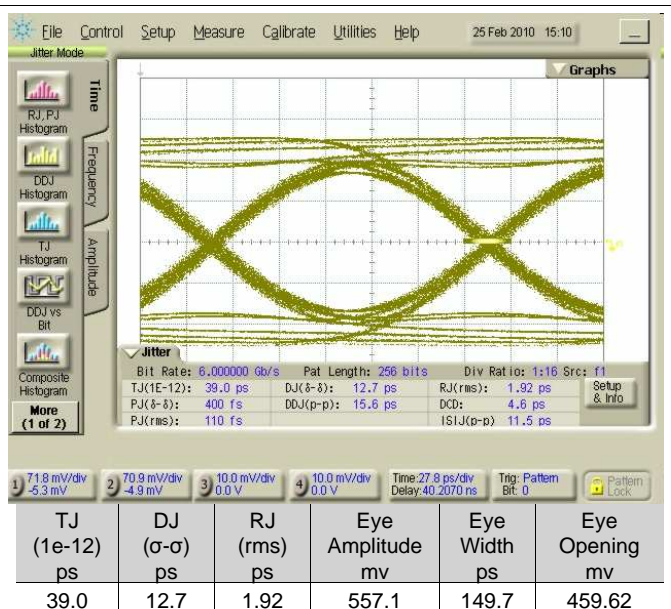 File Control Setup Measure Calibrate Utilities Help 25 Feb 2010 15:10
Jitter Mode
Graphs
Time
Frequency
Amplitude
RJ, PJ
Histogram
DDJ
Histogram
TJ
Histogram
DDJ vs
Bit
Composite
Histogram
More
(1 of 2)
Jitter
Bit Rate: 6.000000 Gb/s Pat Length: 256 bits Div Ratio: 1:16 Src: f1
TJ(1E-12): 39.0 ps DJ(δ-δ): 12.7 ps RJ(rms): 1.92 ps
PJ(δ-δ): 400 fs DDJ(p-p): 15.6 ps DCD: 4.6 ps
PJ(rms): 110 fs ISIJ(p-p) 11.5 ps
Setup
& Info
1) 71.8 mV/div
-5.3 mV
2) 70.9 mV/div
-4.9 mV
3) 10.0 mV/div
0.0 V
4) 10.0 mV/div
0.0 V
Time:27.8 ps/div
Delay:40.2070 ns
Trig: Pattern
Bit: 0
Pattern
Lock
TJ DJ RJ Eye Eye Eye
(1e-12) (σ-σ) (rms) Amplitude Width Opening
ps ps ps mv ps mv
39.0 12.7 1.92 557.1 149.7 459.62